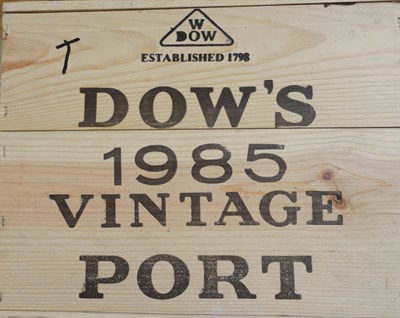 W
DOW
ESTABLISHED 1798
T
DOW'S
1985
VINTAGE
PORT